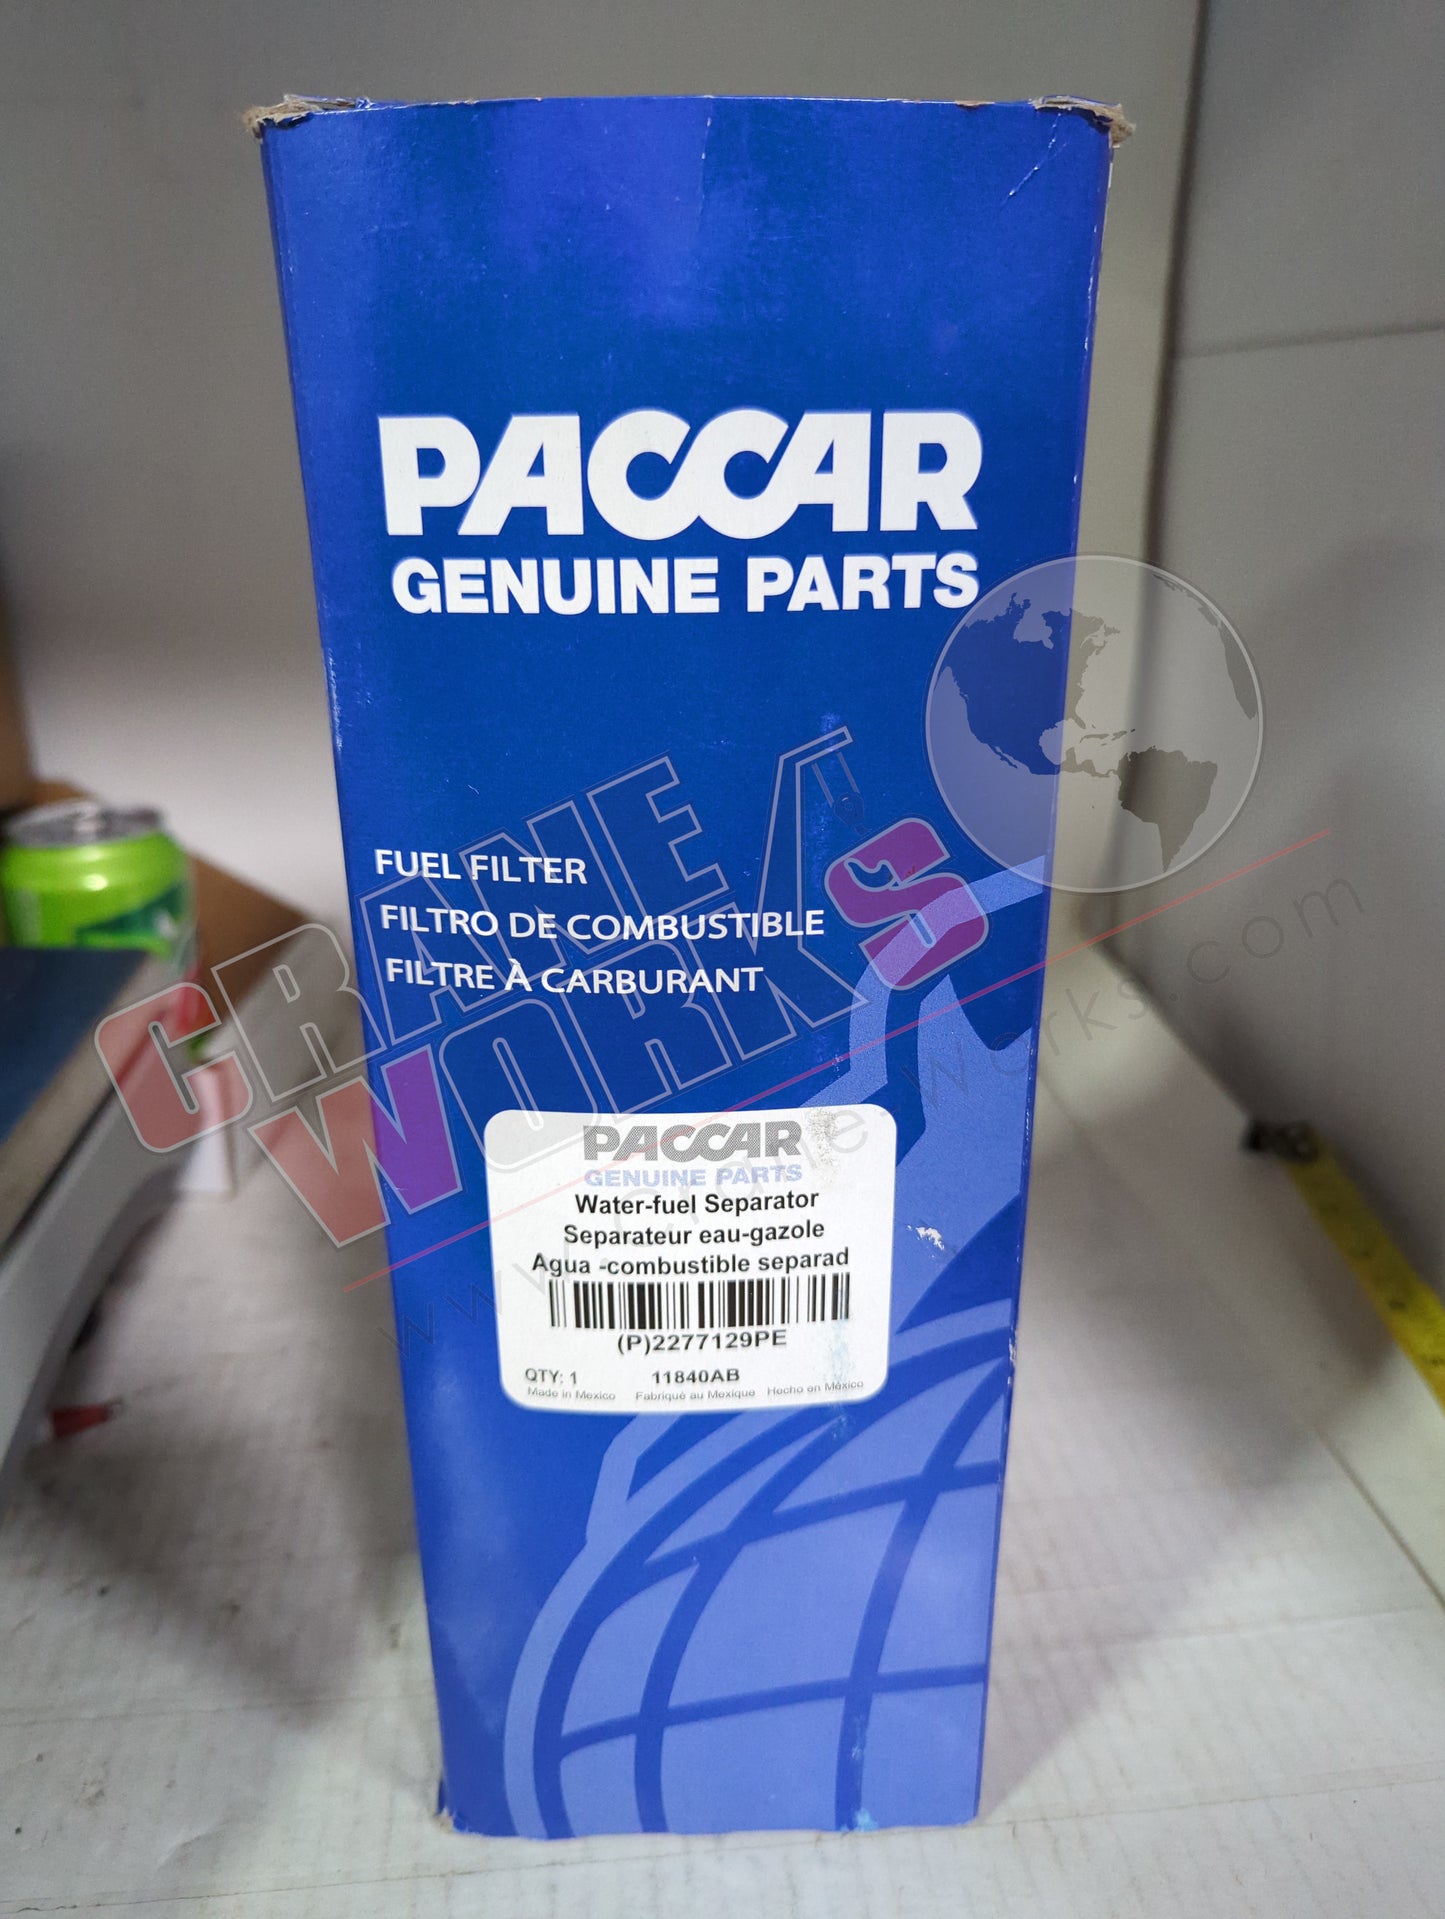 PACCAR
GENUINE PARTS
FUEL FILTER
FILTRO DE COMBUSTIBLE
FILTRE À CARBURANT
CRANE
WORKS
www.craneworks.com
PACCAR
GENUINE PARTS
Water-fuel Separator
Separateur eau-gazole
Agua -combustible separad
(P)2277129PE
QTY: 1 11840AB
Made in Mexico Fabriqué au Mexique Hecho en México